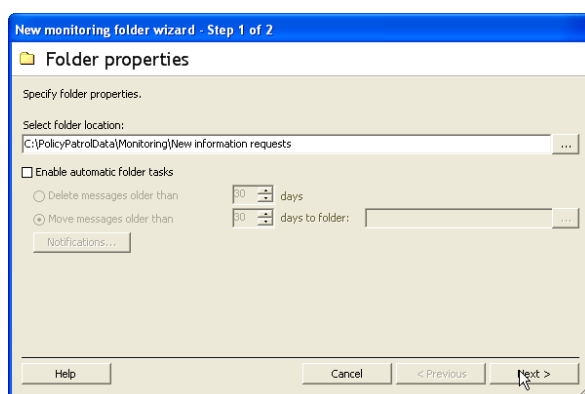 New monitoring folder wizard - Step 1 of 2
Folder properties
Specify folder properties.
Select folder location:
C:\PolicyPatrolData\Monitoring\New information requests ...
Enable automatic folder tasks
Delete messages older than 30 days
Move messages older than 30 days to folder: ...
Notifications...
Help Cancel < Previous Next >